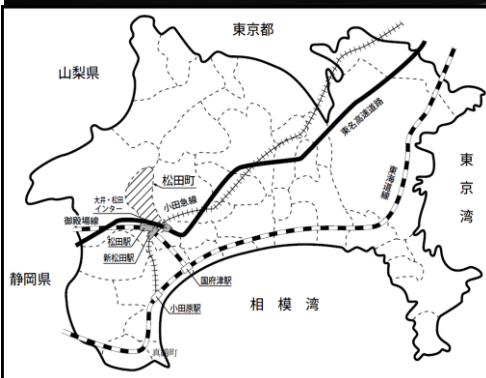 東京都
山梨県
東名高速道路
松田町
大井・松田
インター
小田急線
東海道線
東京湾
御殿場線
松田駅
新松田駅
静岡県
国府津駅
小田原駅
相模湾
真鶴町